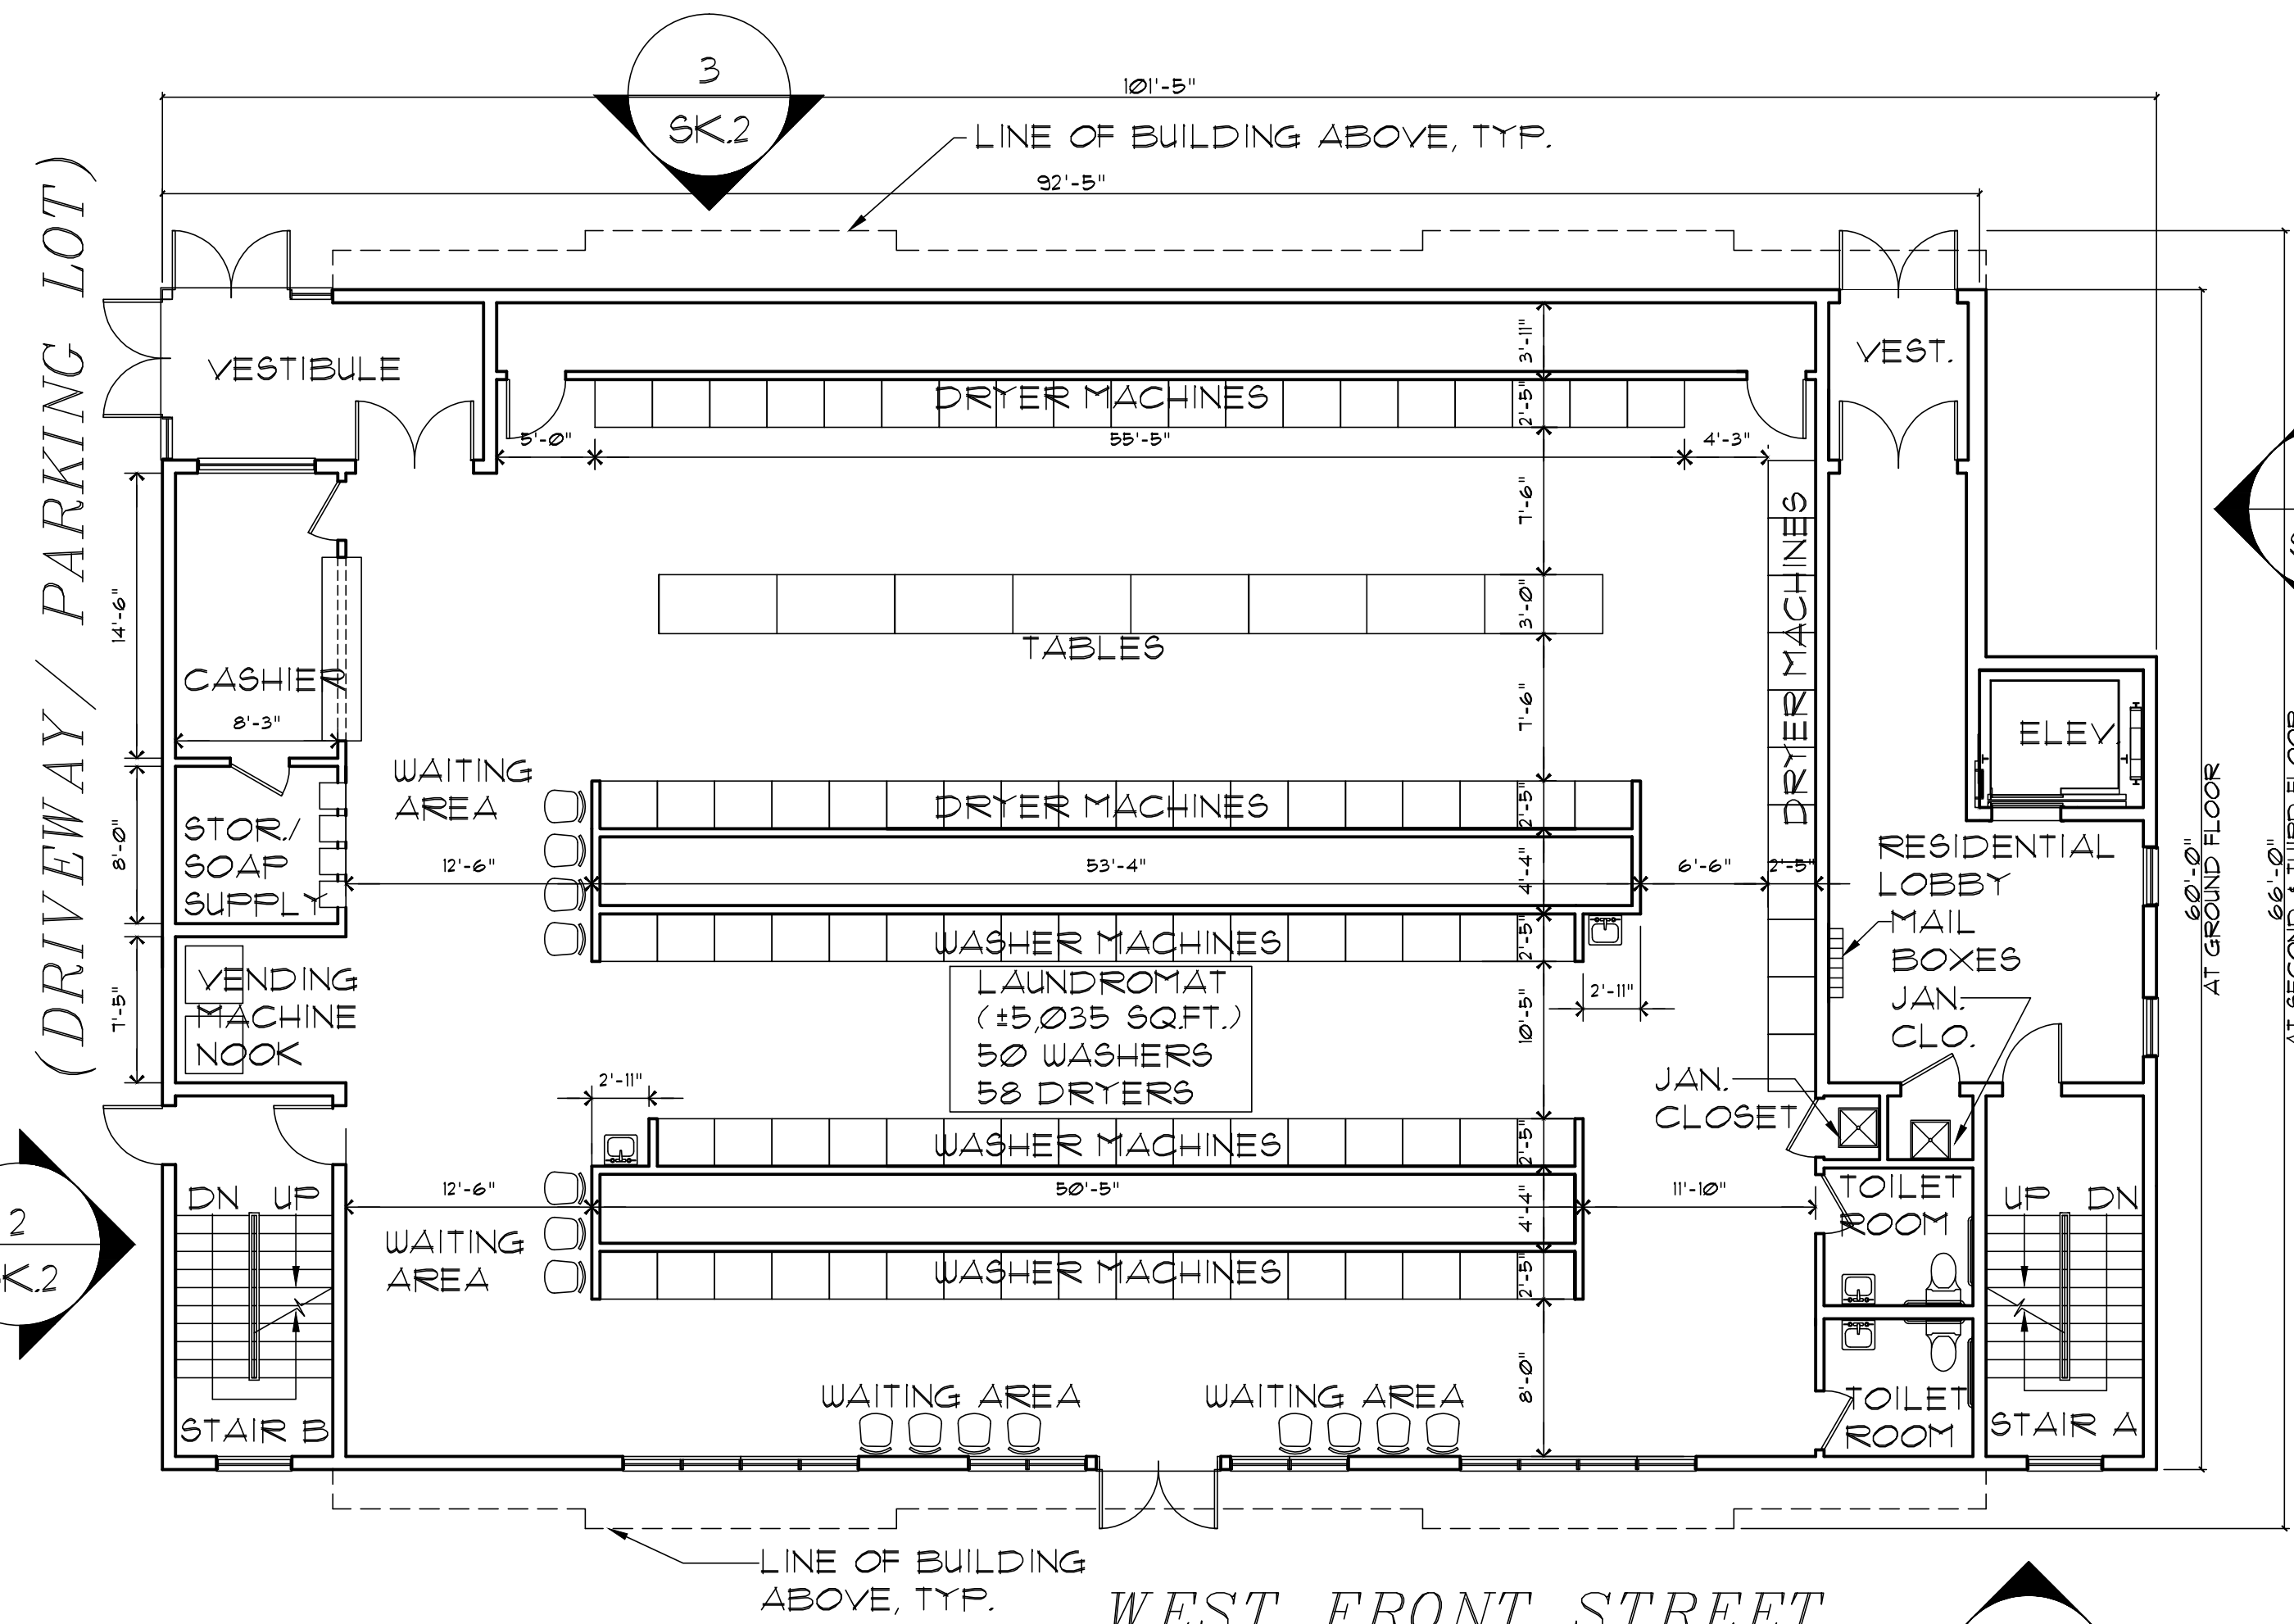 3
SK.2
101'-5"
LINE OF BUILDING ABOVE, TYP.
92'-5"
(DRIVEWAY/ PARKING LOT)
VESTIBULE
VEST.
3'-11"
DRYER MACHINES
2'-5"
5'-0"
55'-5"
4'-3"
7'-6"
DRYER MACHINES
14'-6"
3'-0"
TABLES
CASHIER
8'-3"
7'-6"
ELEV.
WAITING
AREA
DRYER MACHINES
2'-5"
STOR./
SOAP
SUPPLY
8'-0"
12'-6"
53'-4"
4'-4"
6'-6"
2'-5"
RESIDENTIAL
LOBBY
60'-0"
AT GROUND FLOOR
66'-0"
AT SECOND & THIRD FLOOR
MAIL
BOXES
WASHER MACHINES
2'-5"
VENDING
MACHINE
NOOK
7'-5"
LAUNDROMAT
(±5,035 SQ.FT.)
50 WASHERS
58 DRYERS
10'-5"
2'-11"
JAN.
CLO.
2'-11"
JAN.
CLOSET
WASHER MACHINES
2'-5"
DN UP
12'-6"
50'-5"
4'-4"
11'-10"
TOILET
ROOM
UP DN
2
SK.2
WAITING
AREA
WASHER MACHINES
2'-5"
8'-0"
WAITING AREA
WAITING AREA
TOILET
ROOM
STAIR B
STAIR A
LINE OF BUILDING
ABOVE, TYP.
WEST FRONT STREET